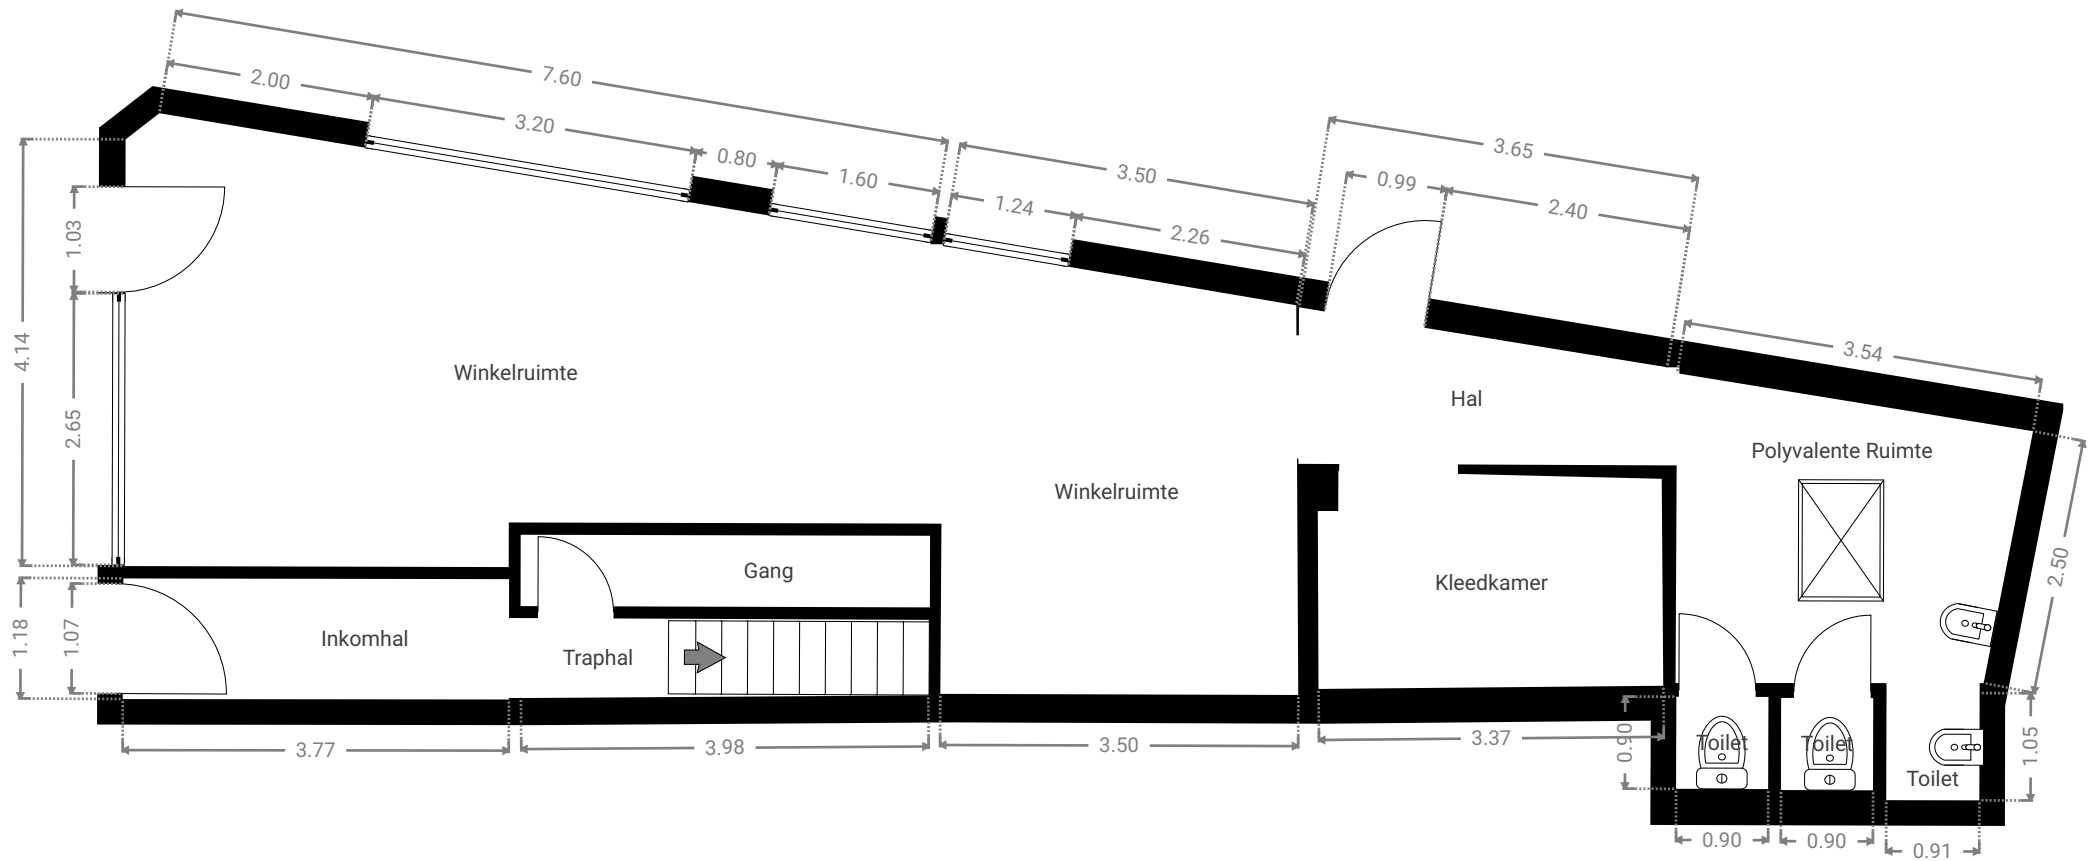 7.60
2.00
3.20
0.80
1.60
3.50
1.24
2.26
3.65
0.99
2.40
3.54
4.14
1.03
2.65
Winkelruimte
Winkelruimte
Hal
Polyvalente Ruimte
2.50
Gang
Kleedkamer
1.18
1.07
Inkomhal
Traphal
3.77
3.98
3.50
3.37
0.90
Toilet
Toilet
Toilet
1.05
0.90
0.90
0.91